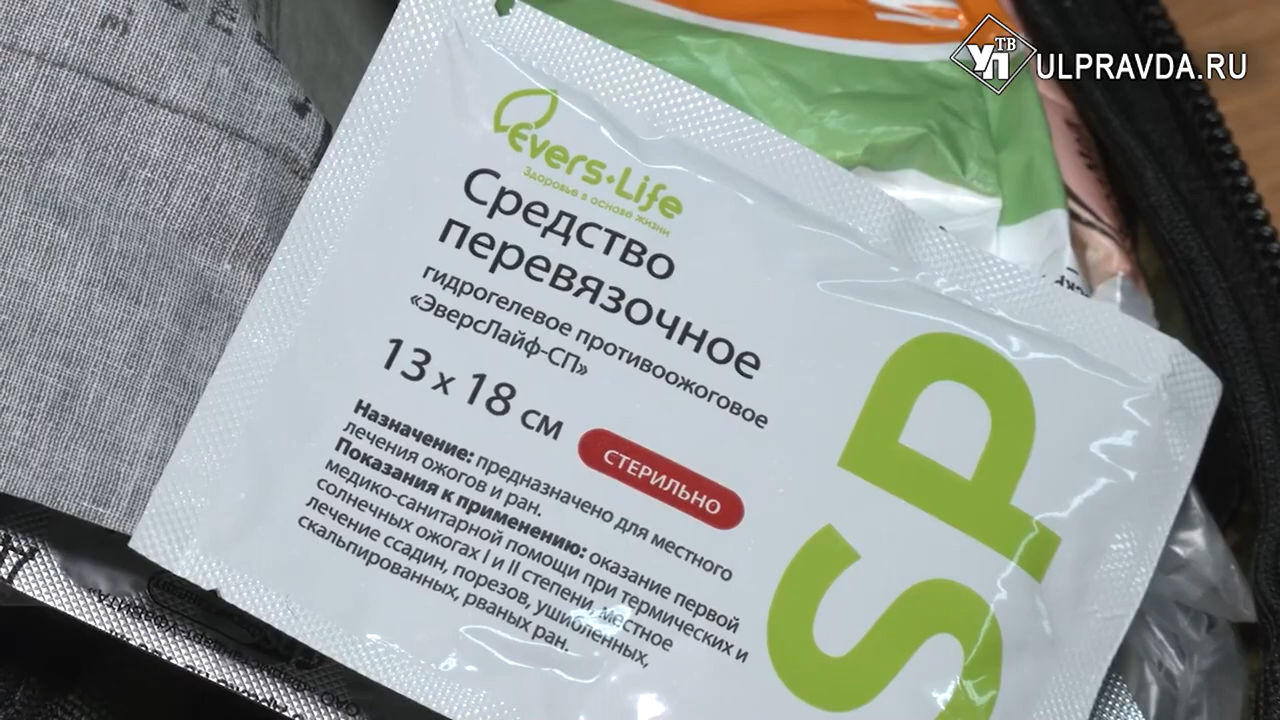 УП ТВ
ULPRAVDA.RU
Evers+Life
Здоровье в основе жизни
Средство
перевязочное
гидрогелевое противоожоговое
«ЭверсЛайф-СП»
13 x 18 см
СТЕРИЛЬНО
Назначение: предназначено для местного
лечения ожогов и ран.
Показания к применению: оказание первой
медико-санитарной помощи при термических и
солнечных ожогах I и II степени, местное
лечение ссадин, порезов, ушибленных,
скальпированных, рваных ран.
SP